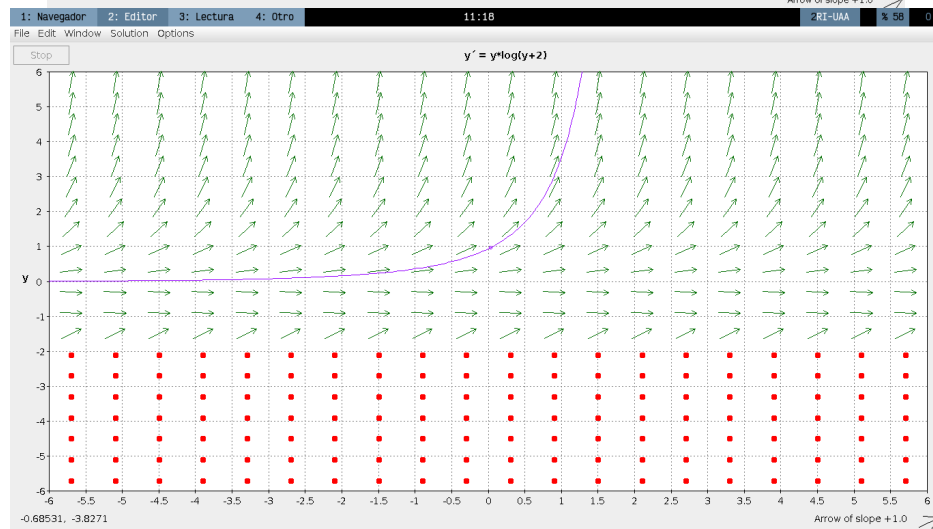 Arrow of slope +1.0
1: Navegador 2: Editor 3: Lectura 4: Otro 11:18 2RI-UAA % 58 0
File Edit Window Solution Options
Stop
y´= y*log(y+2)
6
5
4
3
2
1
y 0
-1
-2
-3
-4
-5
-6
-6 -5.5 -5 -4.5 -4 -3.5 -3 -2.5 -2 -1.5 -1 -0.5 0 0.5 1 1.5 2 2.5 3 3.5 4 4.5 5 5.5 6
-0.68531, -3.8271 Arrow of slope +1.0